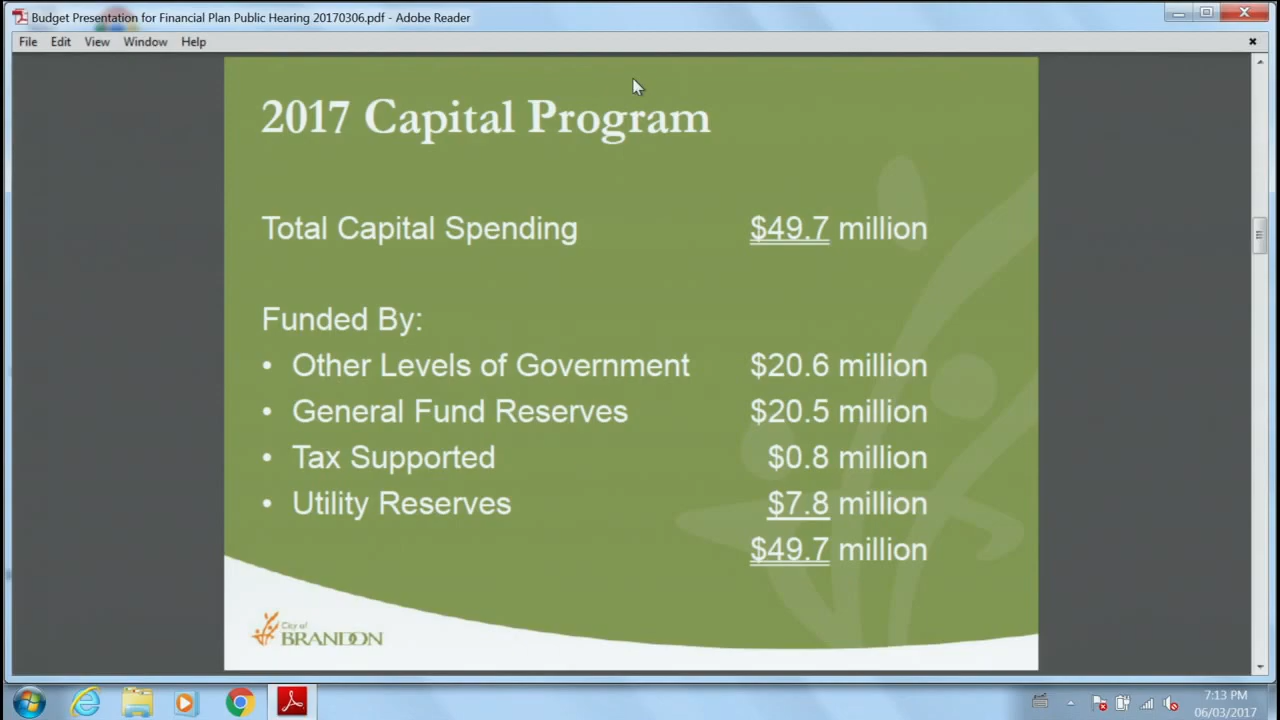 Budget Presentation for Financial Plan Public Hearing 20170306.pdf - Adobe Reader
File Edit View Window Help
2017 Capital Program
Total Capital Spending $49.7 million
Funded By:
• Other Levels of Government $20.6 million
• General Fund Reserves $20.5 million
• Tax Supported $0.8 million
• Utility Reserves $7.8 million
$49.7 million
City of
BRANDON
7:13 PM
06/03/2017